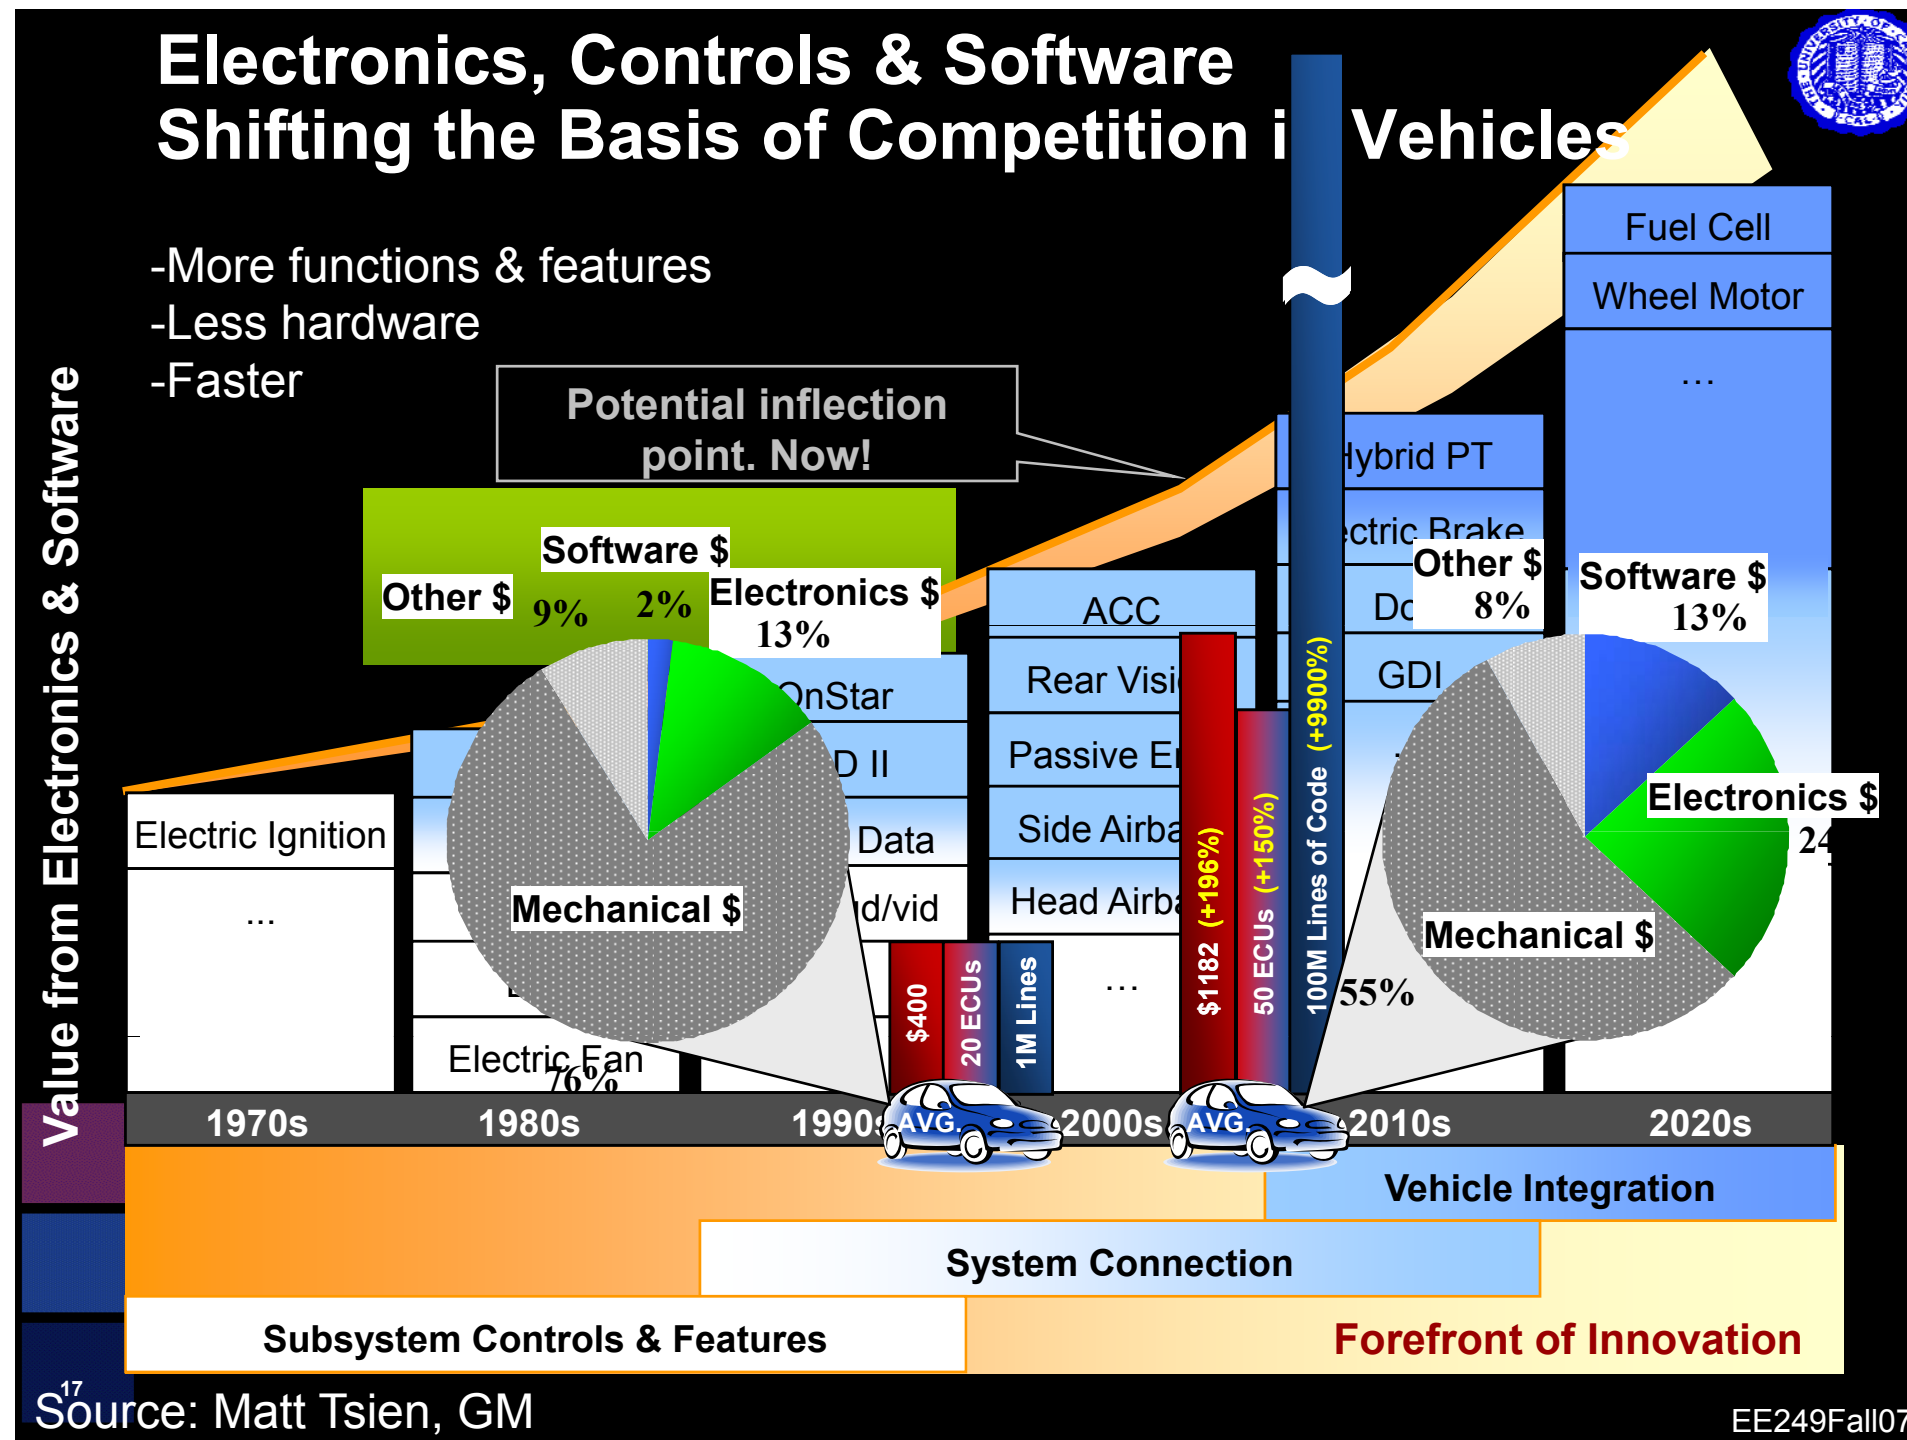 Electronics, Controls & Software
Shifting the Basis of Competition i Vehicles
-More functions & features
-Less hardware
-Faster
Value from Electronics & Software
Potential inflection
point. Now!
Software $
2%
Other $
9%
Electronics $
13%
Mechanical $
76%
Other $
8%
Software $
13%
Electronics $
24
Mechanical $
55%
Electric Ignition
...
Electric Fan
OnStar
D II
Data
d/vid
ACC
Rear Visi
Passive E
Side Airba
Head Airba
...
Hybrid PT
ctric Brake
GDI
Fuel Cell
Wheel Motor
...
$400
20 ECUs
1M Lines
$1182 (+196%)
50 ECUs (+150%)
100M Lines of Code (+9900%)
1970s
1980s
1990s
AVG.
2000s
AVG.
2010s
2020s
Vehicle Integration
System Connection
Subsystem Controls & Features
Forefront of Innovation
17
Source: Matt Tsien, GM
EE249Fall07